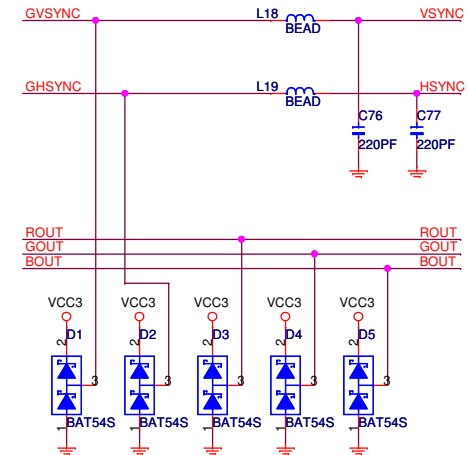 GVSYNC L18 VSYNC
BEAD
GHSYNC L19 HSYNC
BEAD
C76 C77
220PF 220PF
ROUT ROUT
GOUT GOUT
BOUT BOUT
VCC3 VCC3 VCC3 VCC3 VCC3
D1 D2 D3 D4 D5
2 2 2 2 2
3 3 3 3 3
BAT54S BAT54S BAT54S BAT54S BAT54S
1 1 1 1 1